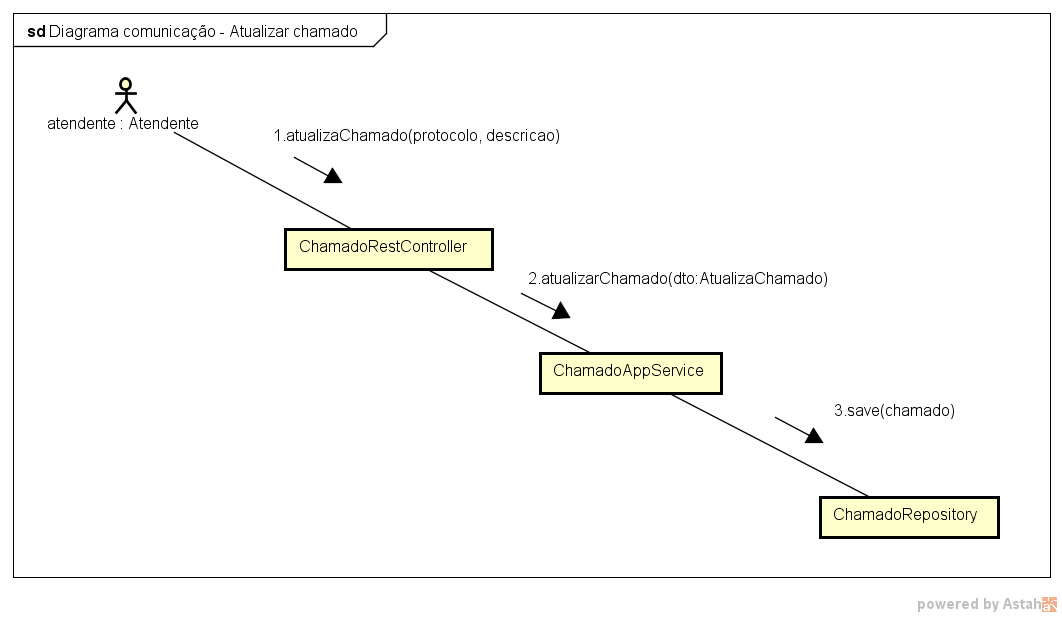 sd Diagrama comunicação - Atualizar chamado
atendente : Atendente
1.atualizaChamado(protocolo, descricao)
ChamadoRestController
2.atualizarChamado(dto:AtualizaChamado)
ChamadoAppService
3.save(chamado)
ChamadoRepository
powered by Astah